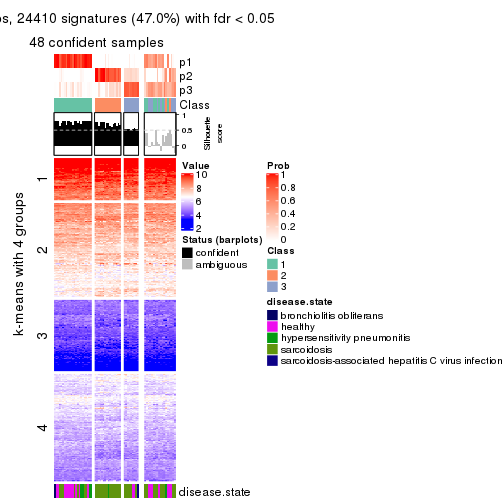 s, 24410 signatures (47.0%) with fdr < 0.05
48 confident samples
p1
p2
p3
Class
1
0.5
0
Silhouette
score
k-means with 4 groups
1
2
3
4
Value
10
8
6
4
2
Status (barplots)
confident
ambiguous
Prob
1
0.8
0.6
0.4
0.2
0
Class
1
2
3
disease.state
bronchiolitis obliterans
healthy
hypersensitivity pneumonitis
sarcoidosis
sarcoidosis-associated hepatitis C virus infection
disease.state